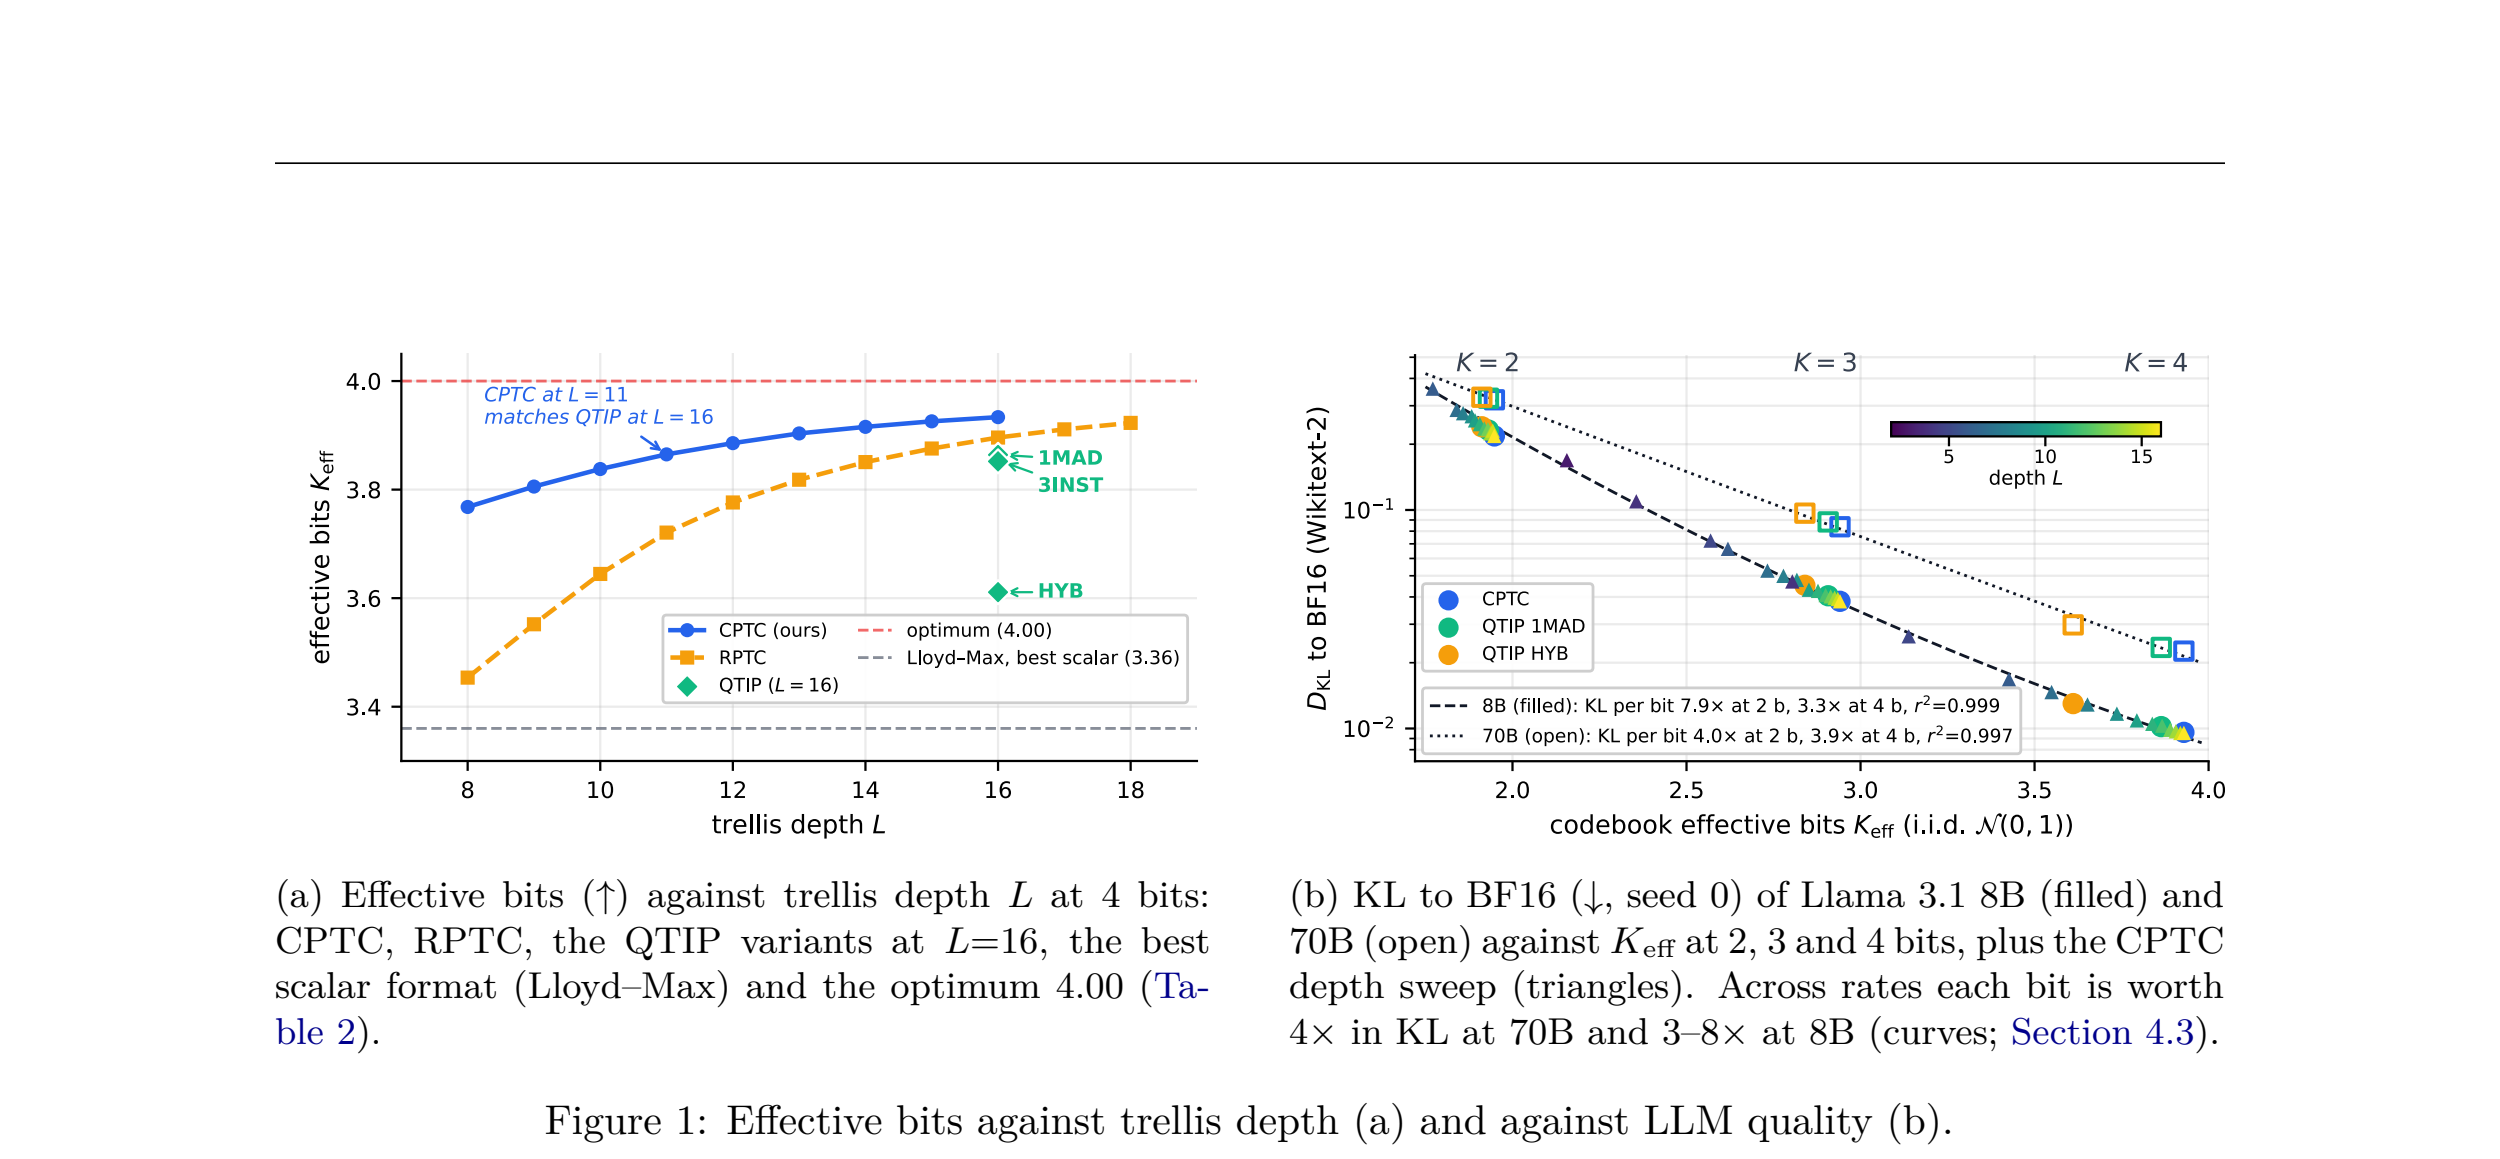 4.0
3.8
3.6
3.4
effective bits K_eff
CPTC at L = 11
matches QTIP at L = 16
1MAD
3INST
HYB
CPTC (ours)
RPTC
QTIP (L = 16)
optimum (4.00)
Lloyd–Max, best scalar (3.36)
8 10 12 14 16 18
trellis depth L
K = 2 K = 3 K = 4
10⁻¹
10⁻²
D_KL to BF16 (Wikitext-2)
5 10 15
depth L
CPTC
QTIP 1MAD
QTIP HYB
8B (filled): KL per bit 7.9× at 2 b, 3.3× at 4 b, r²=0.999
70B (open): KL per bit 4.0× at 2 b, 3.9× at 4 b, r²=0.997
2.0 2.5 3.0 3.5 4.0
codebook effective bits K_eff (i.i.d. 𝒩(0, 1))
(a) Effective bits (↑) against trellis depth L at 4 bits:
CPTC, RPTC, the QTIP variants at L=16, the best
scalar format (Lloyd–Max) and the optimum 4.00 (Ta-
ble 2).
(b) KL to BF16 (↓, seed 0) of Llama 3.1 8B (filled) and
70B (open) against K_eff at 2, 3 and 4 bits, plus the CPTC
depth sweep (triangles). Across rates each bit is worth
4× in KL at 70B and 3–8× at 8B (curves; Section 4.3).
Figure 1: Effective bits against trellis depth (a) and against LLM quality (b).